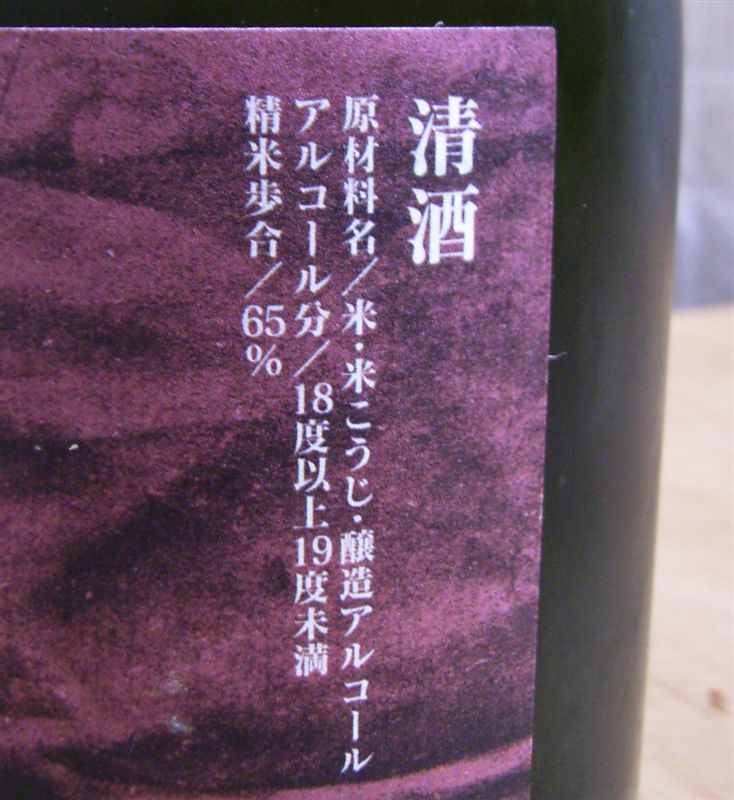 清酒
原材料名／米・米こうじ・醸造アルコール
アルコール分／18度以上19度未満
精米歩合／65%